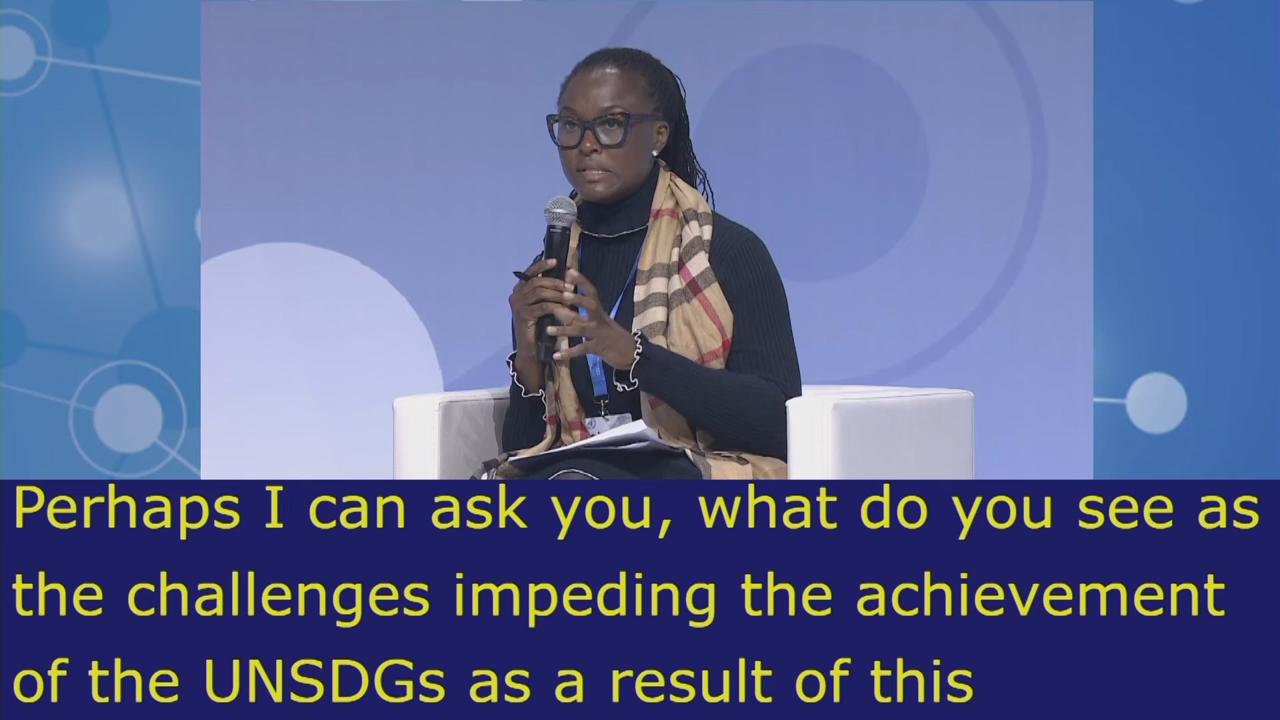 Perhaps I can ask you, what do you see as
the challenges impeding the achievement
of the UNSDGs as a result of this